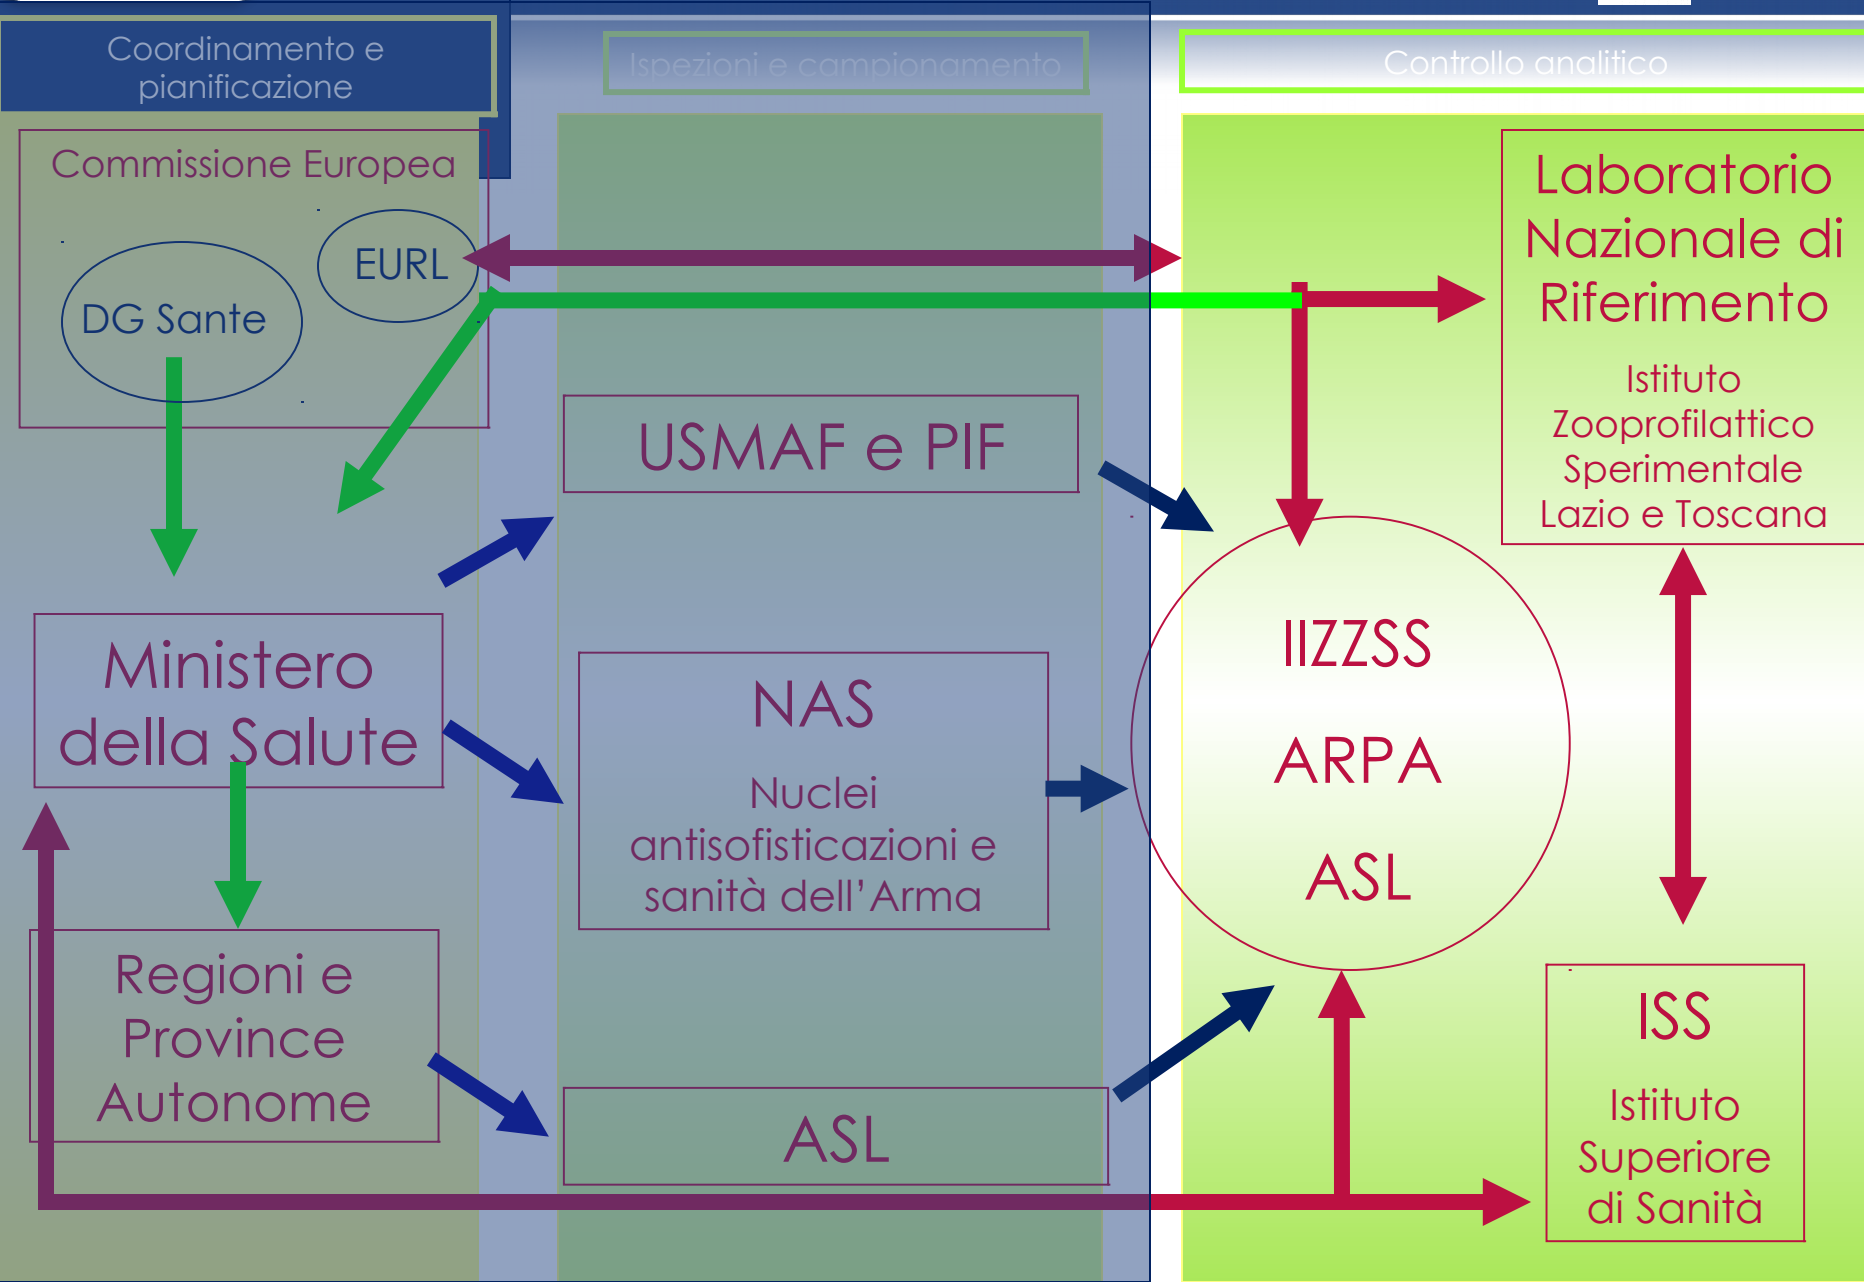 Coordinamento e
pianificazione
Ispezioni e campionamento
Controllo analitico
Commissione Europea
EURL
DG Sante
Ministero
della Salute
Regioni e
Province
Autonome
USMAF e PIF
NAS
Nuclei
antisofisticazioni e
sanità dell'Arma
ASL
IIZZSS
ARPA
ASL
Laboratorio
Nazionale di
Riferimento
Istituto
Zooprofilattico
Sperimentale
Lazio e Toscana
ISS
Istituto
Superiore
di Sanità